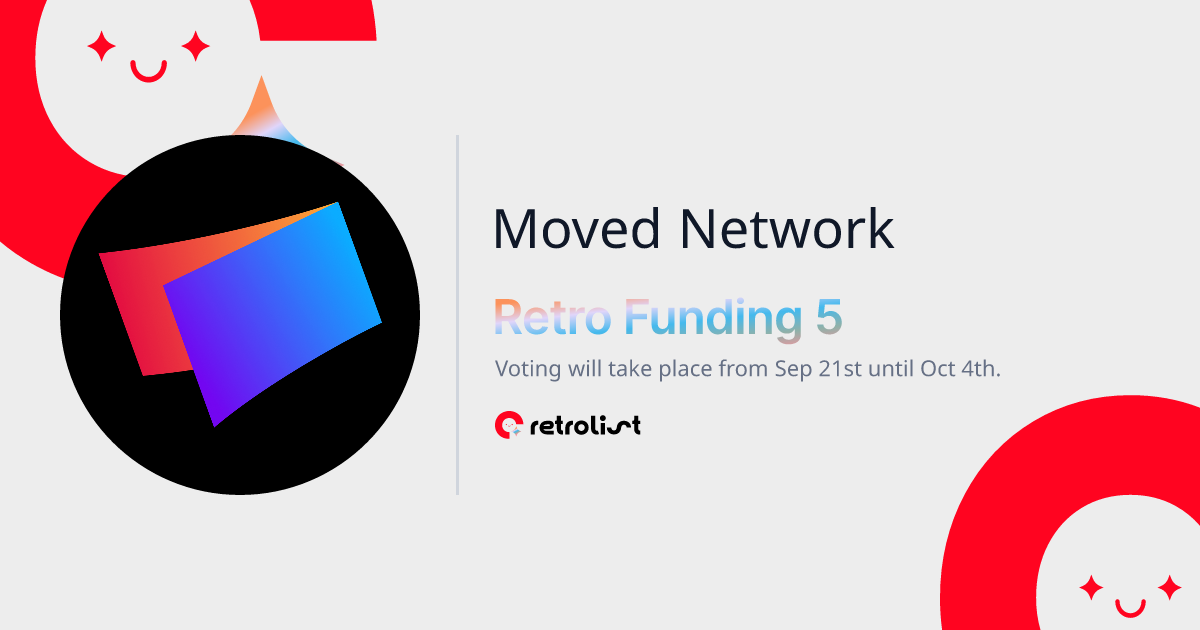 Moved Network
Retro Funding 5
Voting will take place from Sep 21st until Oct 4th.
retrolist